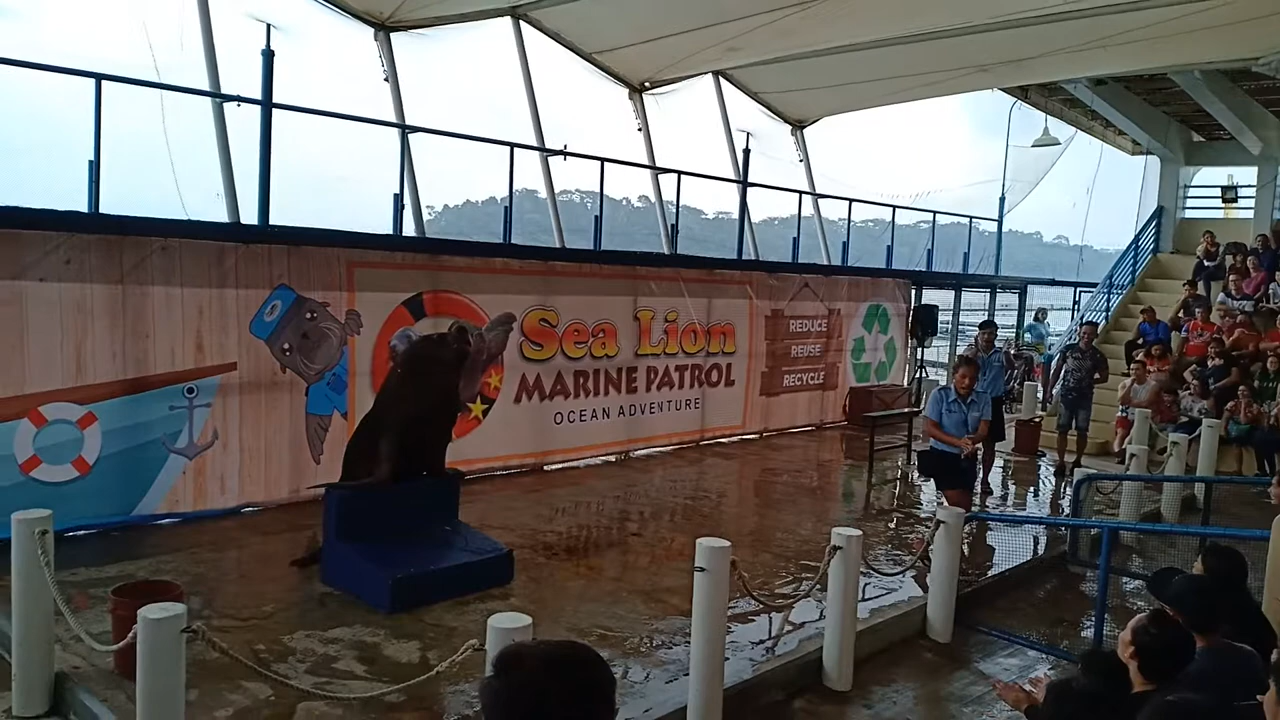 Sea Lion
MARINE PATROL
OCEAN ADVENTURE
REDUCE
REUSE
RECYCLE